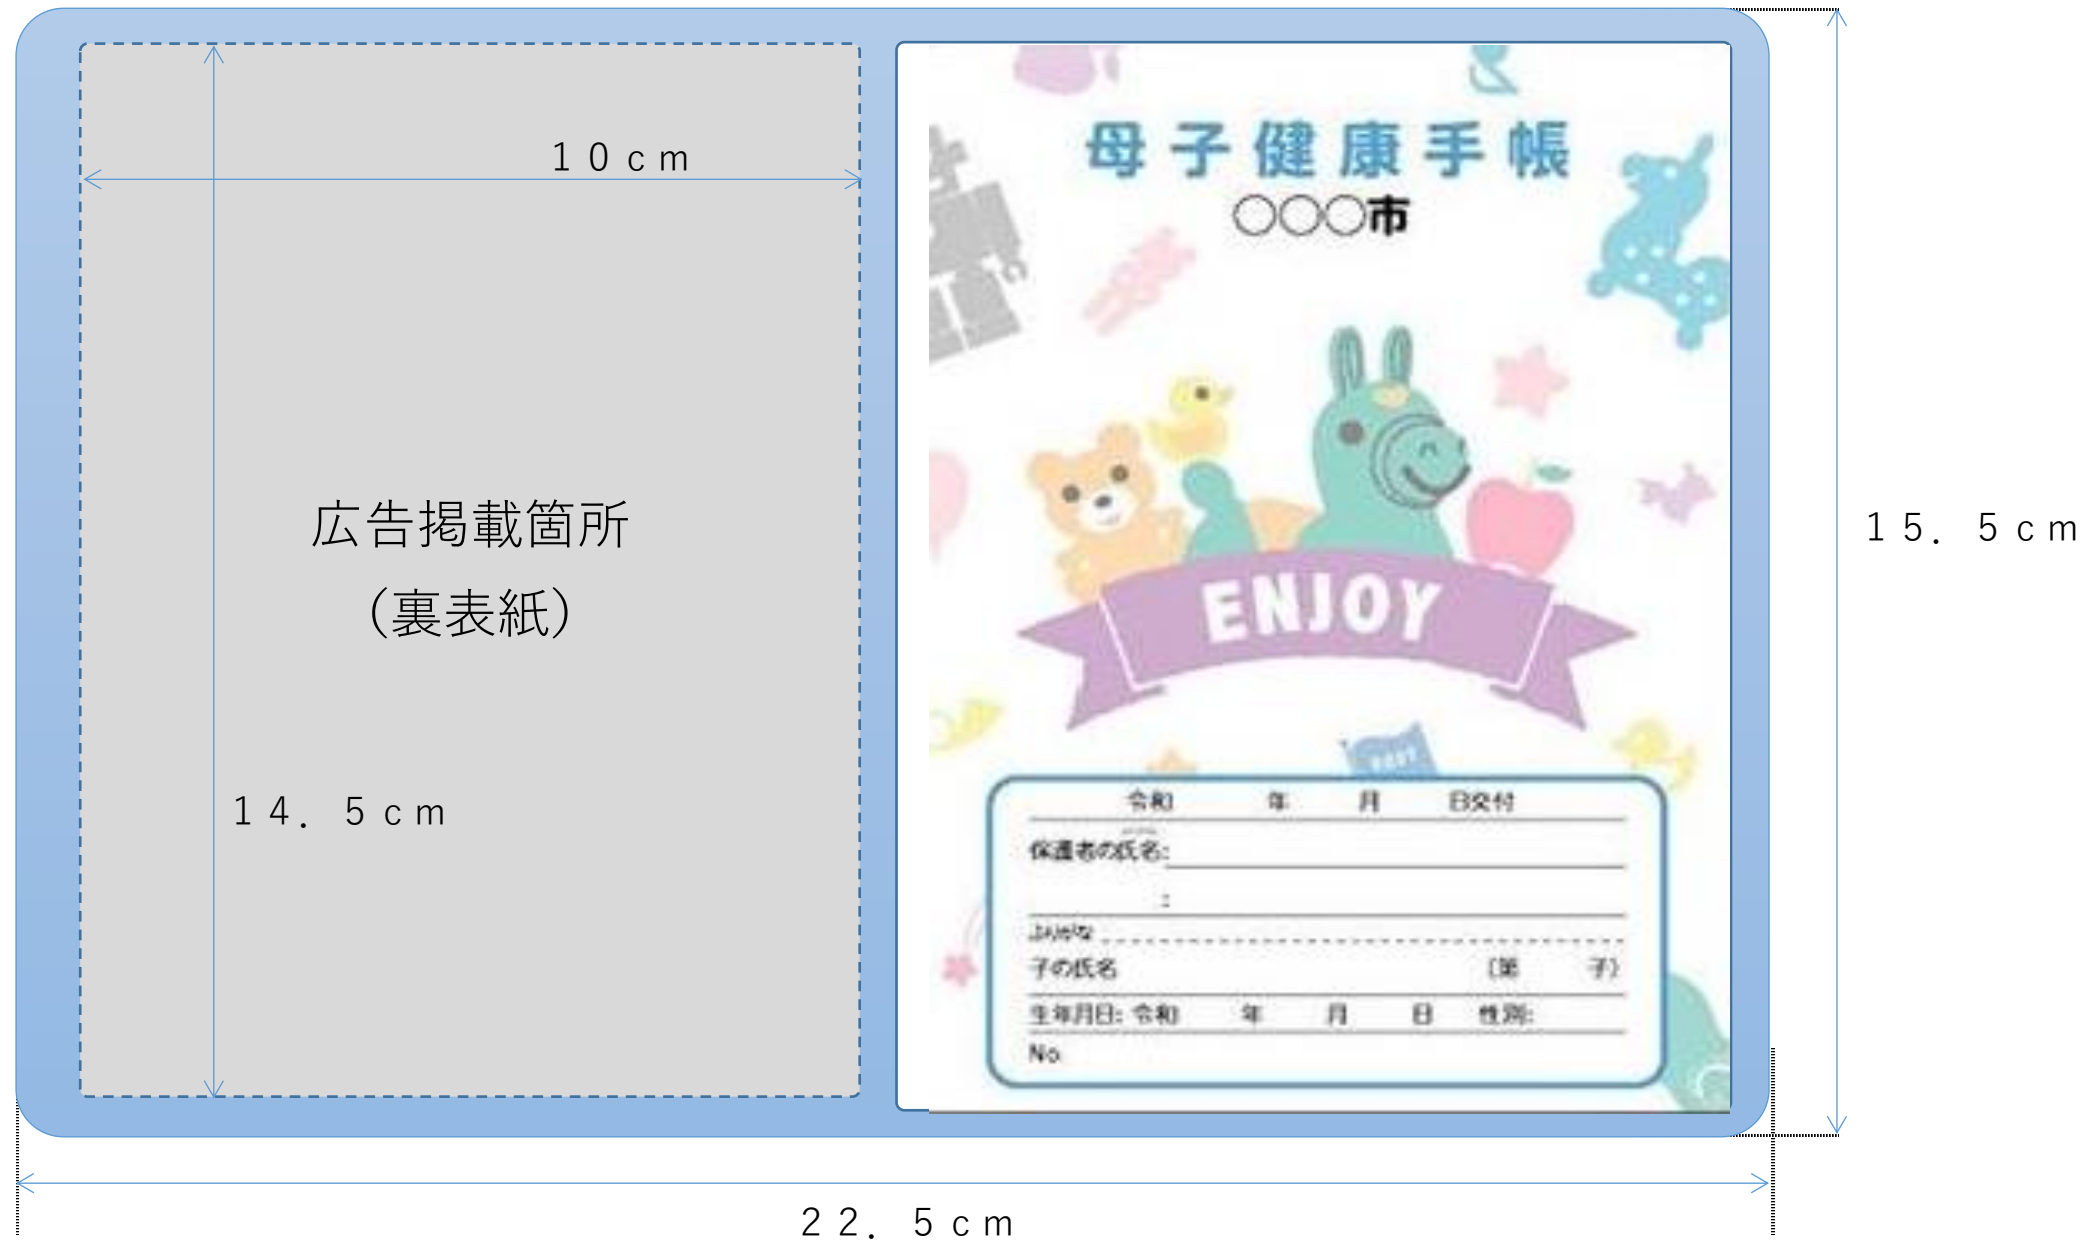 １０ｃｍ
広告掲載箇所
（裏表紙）
１４．５ｃｍ
母子健康手帳
○○○市
ENJOY
BABY
令和 年 月 日交付
保護者の氏名:
:
ふりがな
子の氏名 （第 子）
生年月日: 令和 年 月 日 性別:
No.
１５．５ｃｍ
２２．５ｃｍ